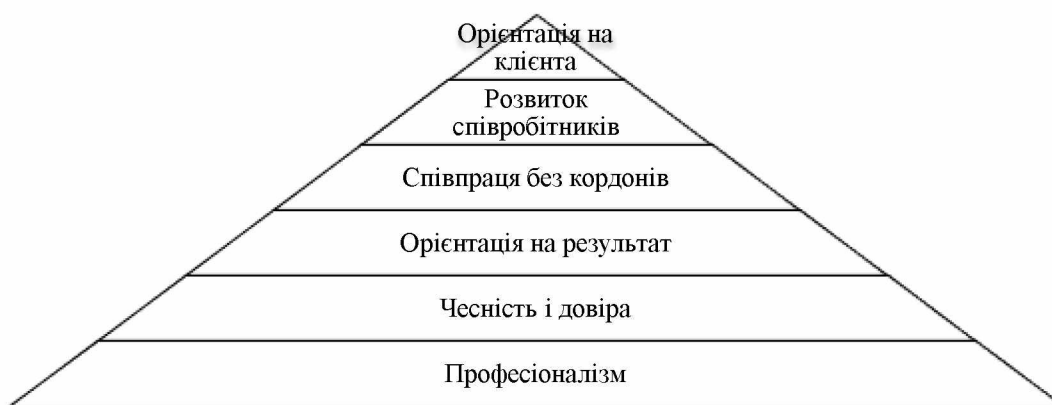 Орієнтація на
клієнта
Розвиток
співробітників
Співпраця без кордонів
Орієнтація на результат
Чесність і довіра
Професіоналізм